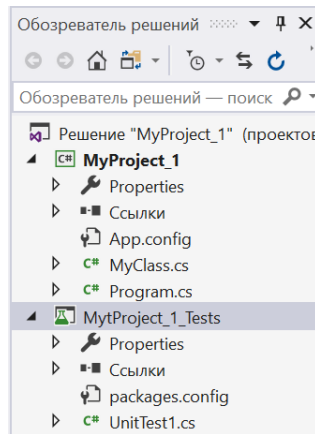 Обозреватель решений
Обозреватель решений — поиск
Решение "MyProject_1" (проектов
C# MyProject_1
Properties
Ссылки
App.config
C# MyClass.cs
C# Program.cs
MytProject_1_Tests
Properties
Ссылки
packages.config
C# UnitTest1.cs